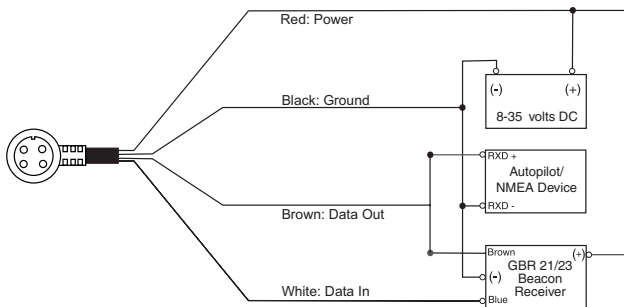 Red: Power
Black: Ground
(-)
(+)
8-35 volts DC
RXD +
Autopilot/
NMEA Device
RXD -
Brown: Data Out
Brown
(+)
GBR 21/23
Beacon
Receiver
(-)
White: Data In
Blue